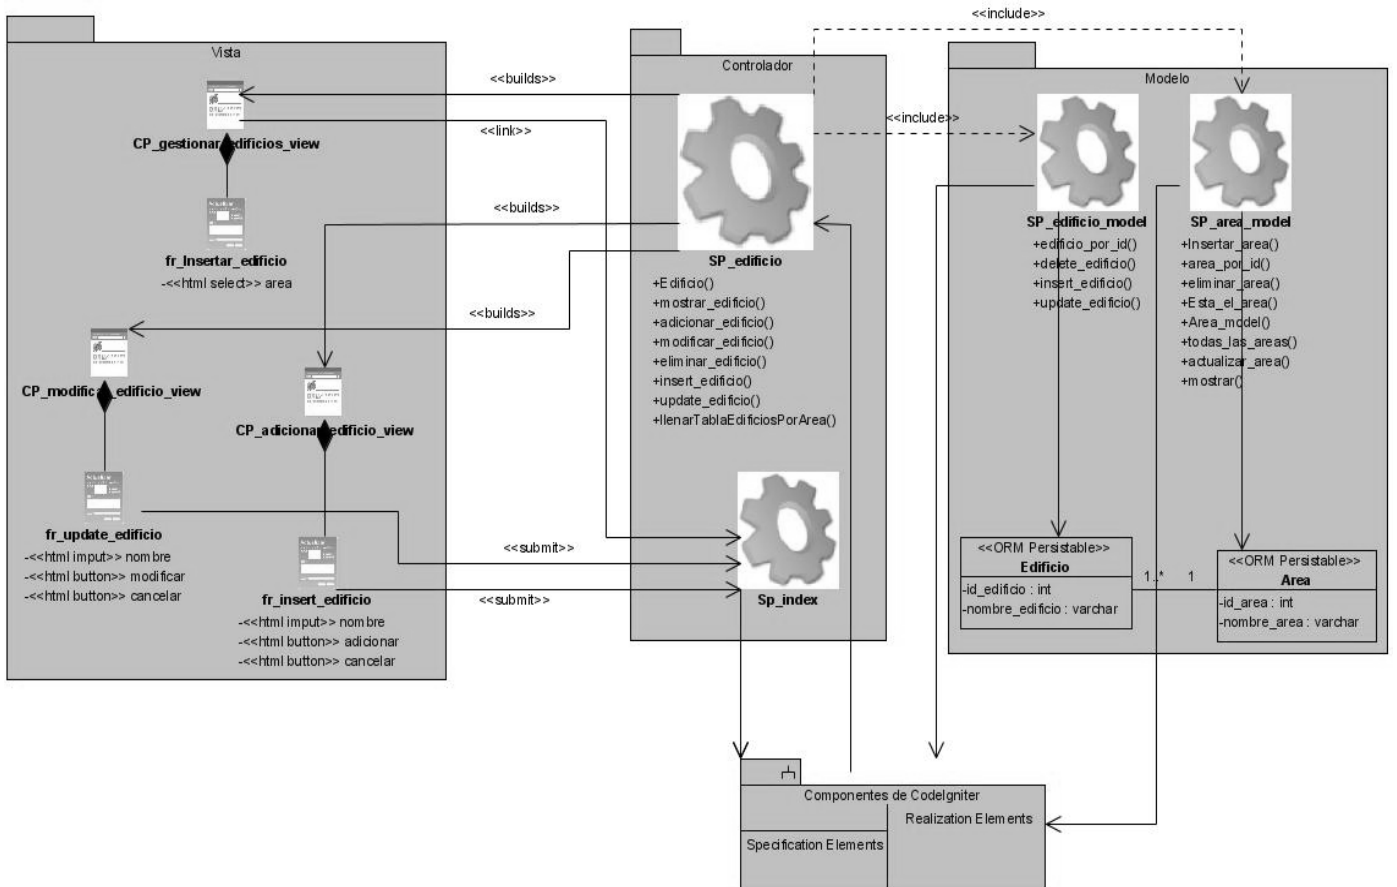 <<include>>
Vista
Controlador
Modelo
<<builds>>
<<link>>
<<include>>
CP_gestionar_edificios_view
fr_Insertar_edificio
-<<html select>> area
<<builds>>
<<builds>>
SP_edificio
+Edificio()
+mostrar_edificio()
+adicionar_edificio()
+modificar_edificio()
+eliminar_edificio()
+insert_edificio()
+update_edificio()
+llenarTablaEdificiosPorArea()
SP_edificio_model
+edificio_por_id()
+delete_edificio()
+insert_edificio()
+update_edificio()
SP_area_model
+Insertar_area()
+area_por_id()
+eliminar_area()
+Esta_el_area()
+Area_model()
+todas_las_areas()
+actualizar_area()
+mostrar()
CP_modificar_edificio_view
CP_adicionar_edificio_view
fr_update_edificio
-<<html imput>> nombre
-<<html button>> modificar
-<<html button>> cancelar
<<submit>>
fr_insert_edificio
-<<html imput>> nombre
-<<html button>> adicionar
-<<html button>> cancelar
<<submit>>
Sp_index
<<ORM Persistable>>
Edificio
-id_edificio : int
-nombre_edificio : varchar
1..*
1
<<ORM Persistable>>
Area
-id_area : int
-nombre_area : varchar
Componentes de CodeIgniter
Realization Elements
Specification Elements